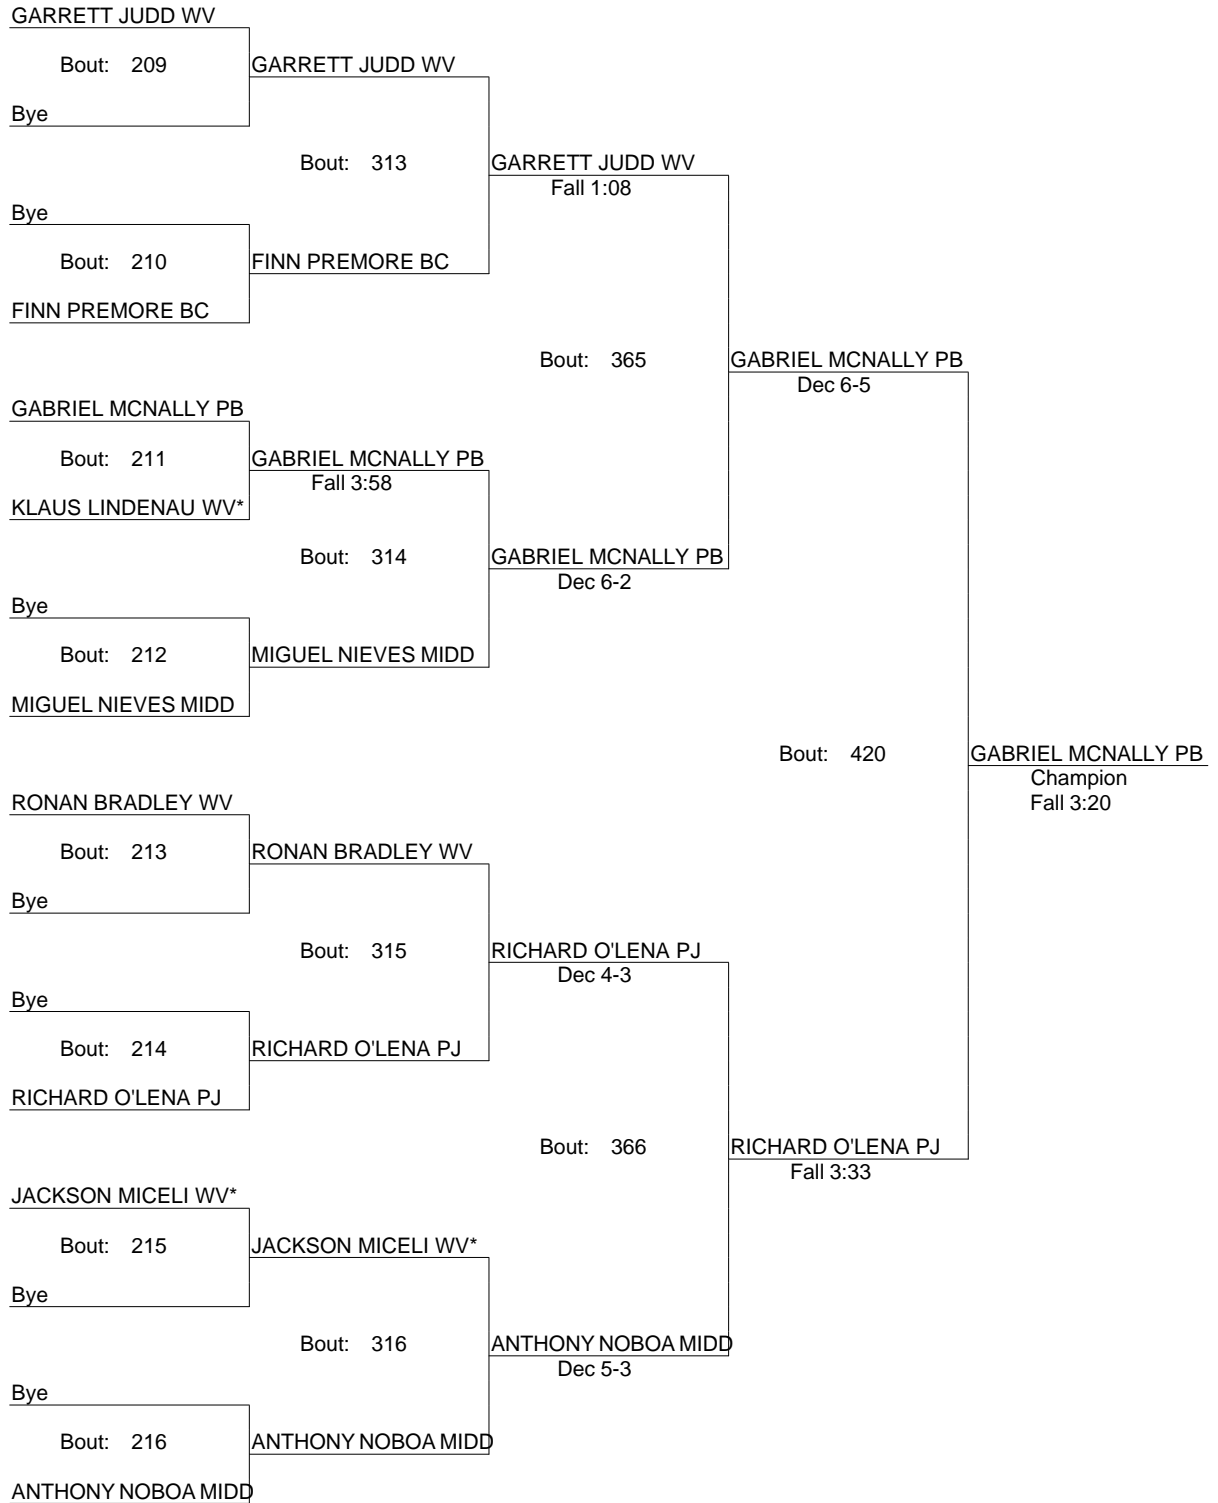 GARRETT JUDD WV
Bout: 209
GARRETT JUDD WV
Bye
Bout: 313
GARRETT JUDD WV
Fall 1:08
Bye
Bout: 210
FINN PREMORE BC
FINN PREMORE BC
Bout: 365
GABRIEL MCNALLY PB
Dec 6-5
GABRIEL MCNALLY PB
Bout: 211
GABRIEL MCNALLY PB
Fall 3:58
KLAUS LINDENAU WV*
Bout: 314
GABRIEL MCNALLY PB
Dec 6-2
Bye
Bout: 212
MIGUEL NIEVES MIDD
MIGUEL NIEVES MIDD
Bout: 420
GABRIEL MCNALLY PB
Champion
Fall 3:20
RONAN BRADLEY WV
Bout: 213
RONAN BRADLEY WV
Bye
Bout: 315
RICHARD O'LENA PJ
Dec 4-3
Bye
Bout: 214
RICHARD O'LENA PJ
RICHARD O'LENA PJ
Bout: 366
RICHARD O'LENA PJ
Fall 3:33
JACKSON MICELI WV*
Bout: 215
JACKSON MICELI WV*
Bye
Bout: 316
ANTHONY NOBOA MIDD
Dec 5-3
Bye
Bout: 216
ANTHONY NOBOA MIDD
ANTHONY NOBOA MIDD